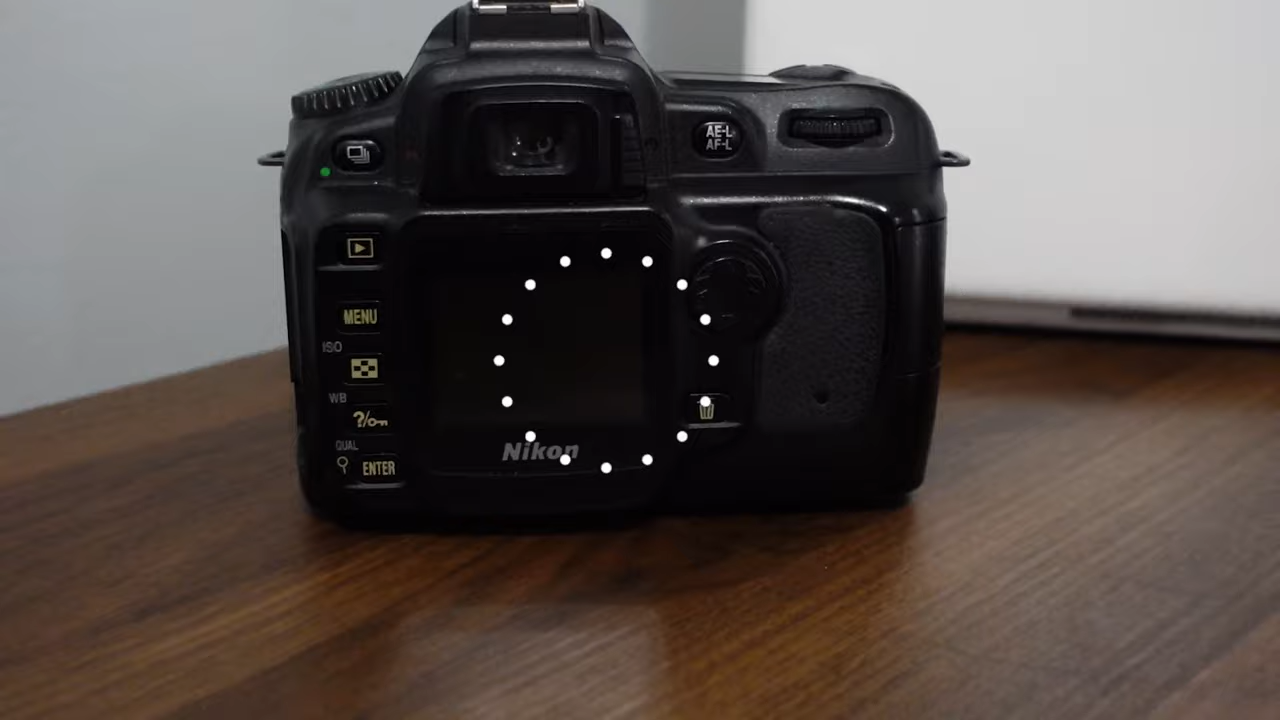 AE-L
AF-L
MENU
ISO
WB
?/
QUAL
ENTER
Nikon